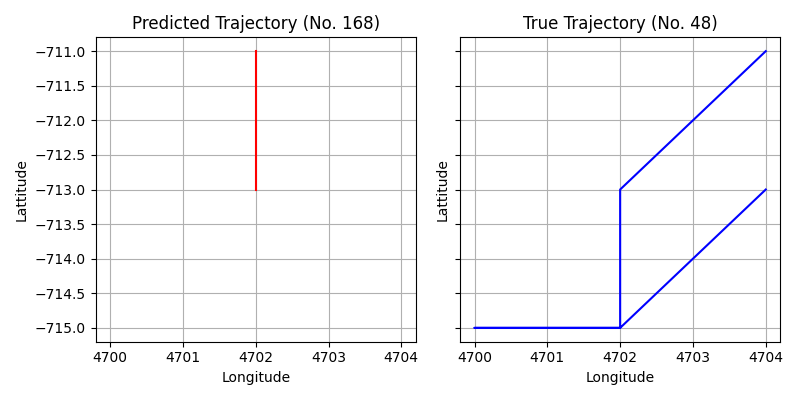 Predicted Trajectory (No. 168)
True Trajectory (No. 48)
−711.0
−711.5
−712.0
−712.5
−713.0
−713.5
−714.0
−714.5
−715.0
Lattitude
Lattitude
4700 4701 4702 4703 4704
4700 4701 4702 4703 4704
Longitude
Longitude